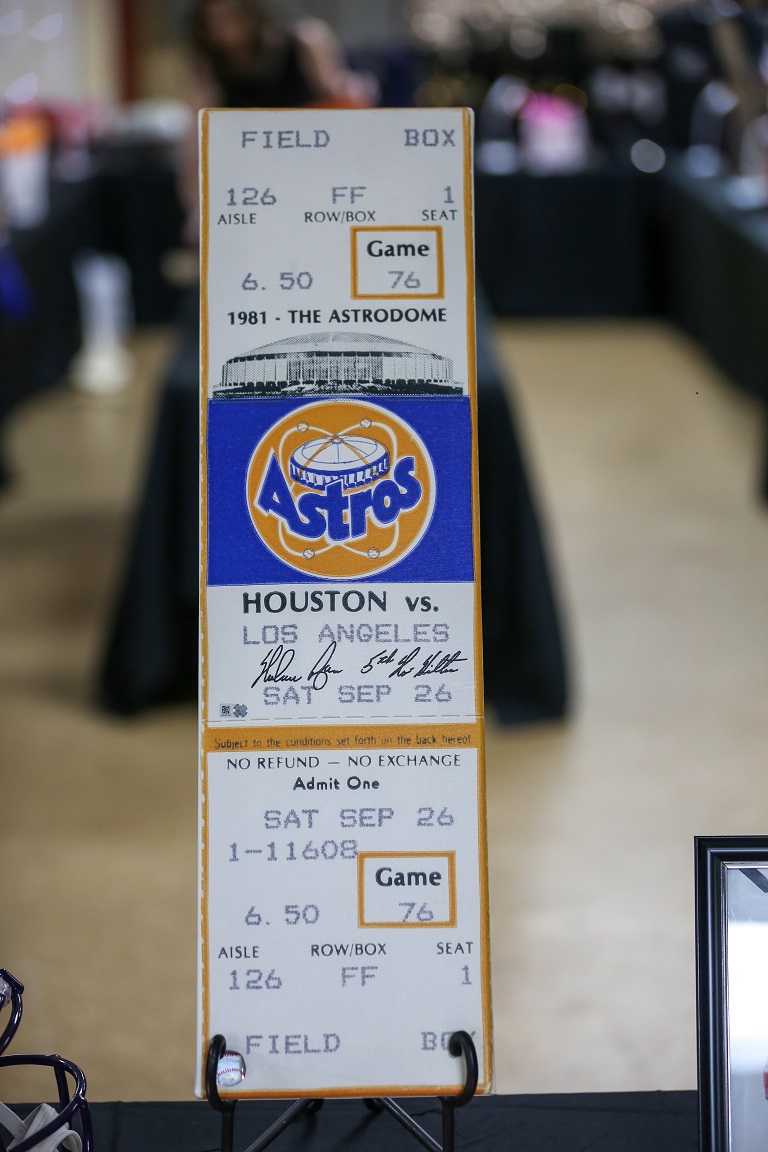 FIELD BOX
126 FF 1
AISLE ROW/BOX SEAT
Game
6.50 76
1981 - THE ASTRODOME
Astros
HOUSTON vs.
LOS ANGELES
Nolan Ryan 5th No Hitter
SAT SEP 26
Subject to the conditions set forth on the back hereof
NO REFUND — NO EXCHANGE
Admit One
SAT SEP 26
1-11608
Game
6.50 76
AISLE ROW/BOX SEAT
126 FF 1
FIELD BOX